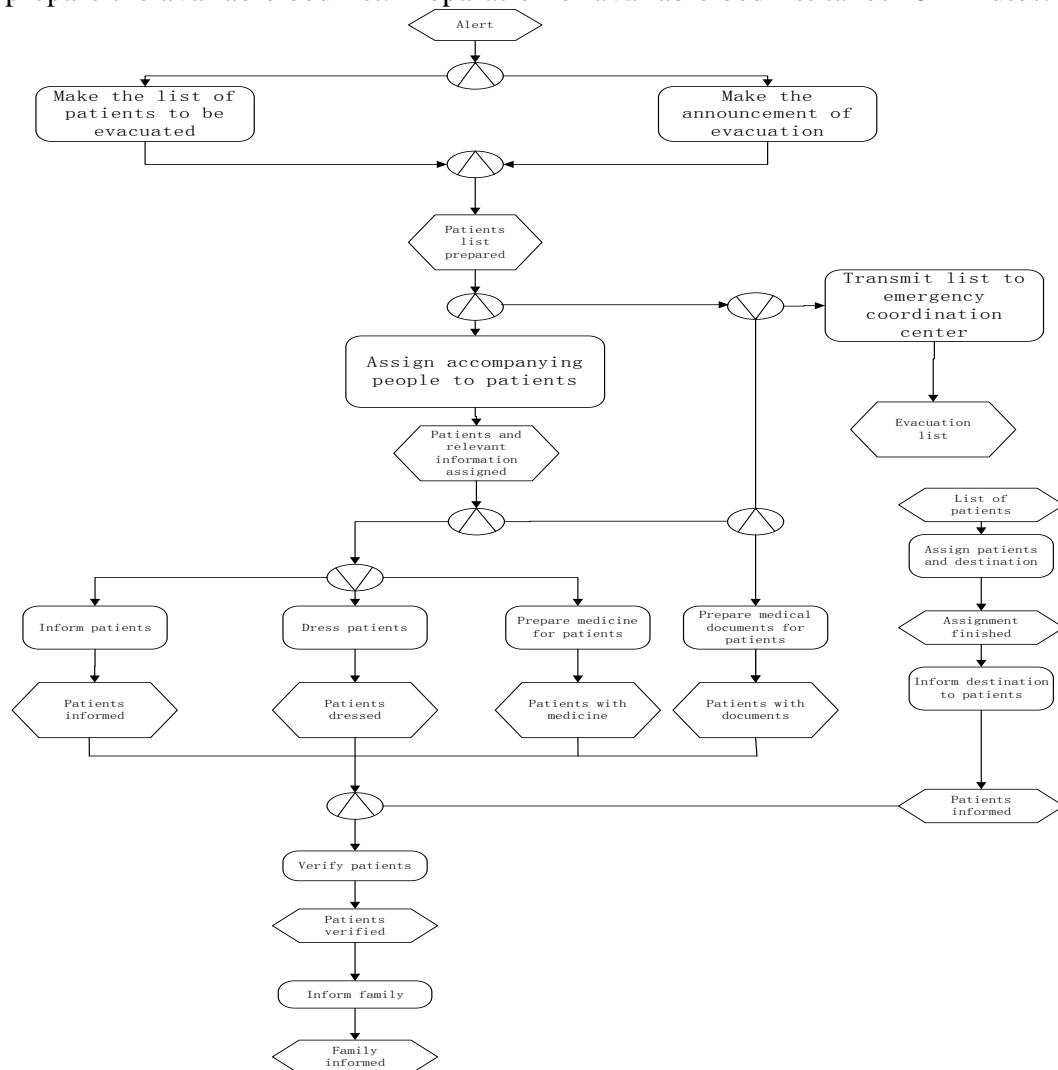 Alert
Make the list of
patients to be
evacuated
Make the
announcement of
evacuation
Patients
list
prepared
Transmit list to
emergency
coordination
center
Assign accompanying
people to patients
Evacuation
list
Patients and
relevant
information
assigned
List of
patients
Assign patients
and destination
Inform patients
Dress patients
Prepare medicine
for patients
Prepare medical
documents for
patients
Assignment
finished
Inform destination
to patients
Patients
informed
Patients
dressed
Patients with
medicine
Patients with
documents
Patients
informed
Verify patients
Patients
verified
Inform family
Family
informed